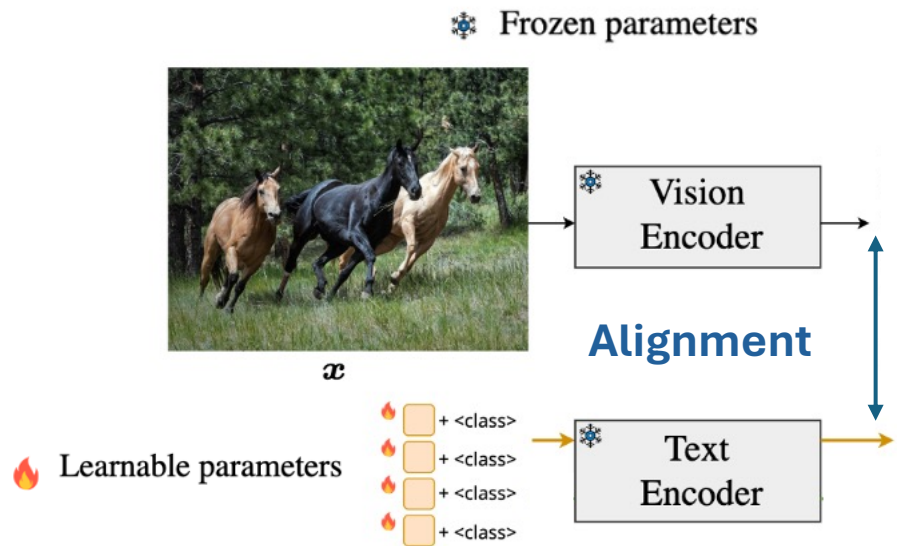 Frozen parameters
Vision
Encoder
x
Alignment
+ <class>
+ <class>
+ <class>
+ <class>
Learnable parameters
Text
Encoder